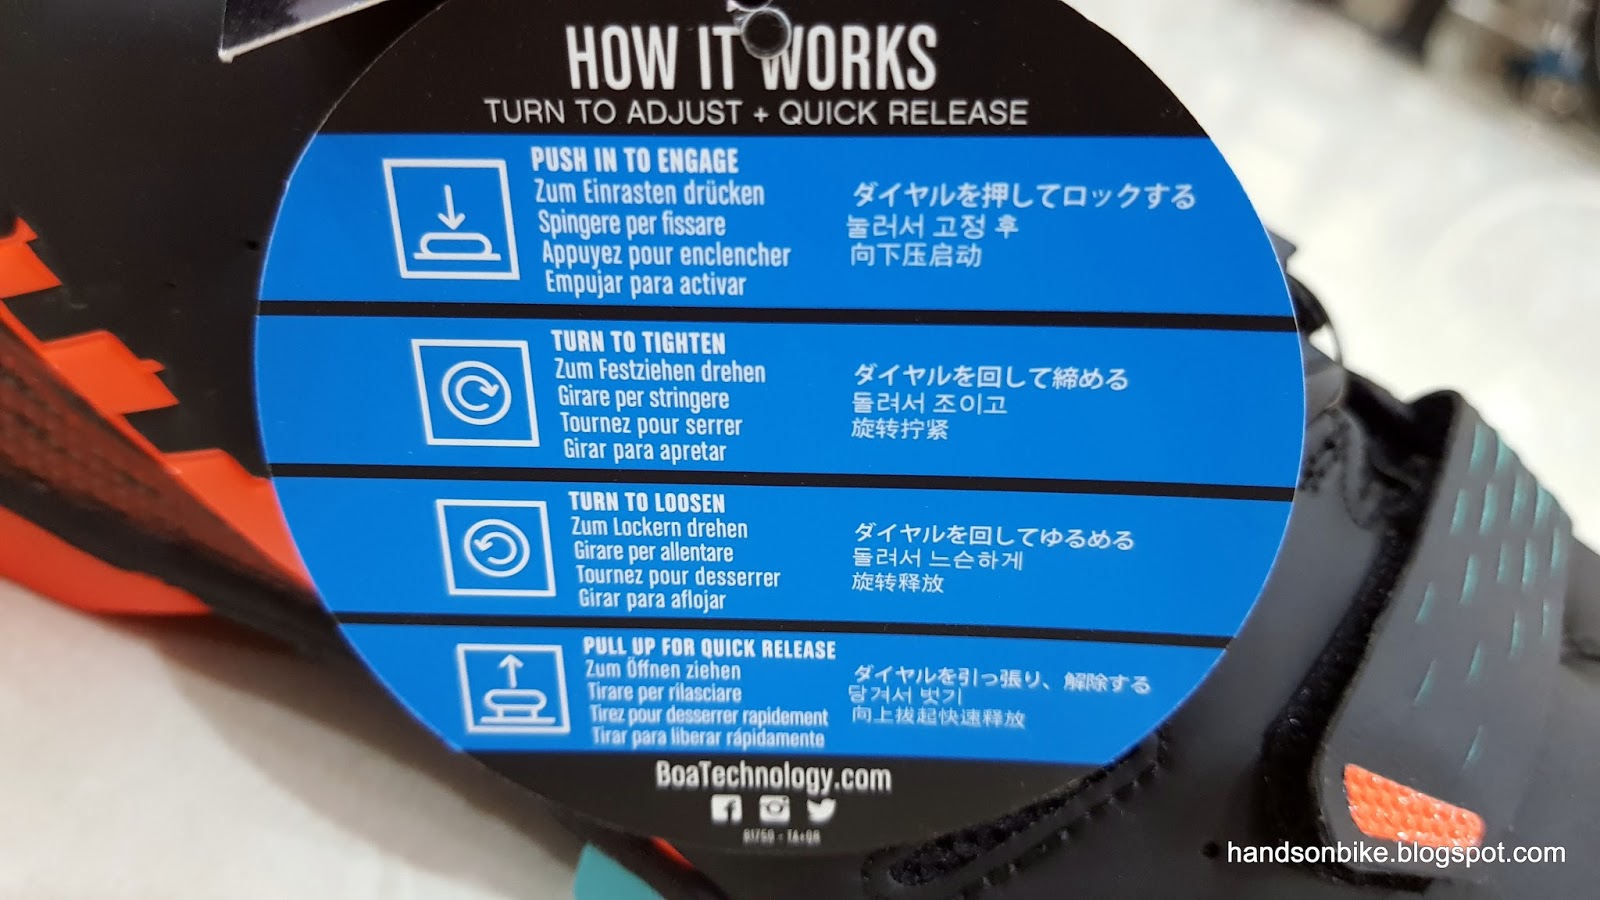 HOW IT WORKS
TURN TO ADJUST + QUICK RELEASE
PUSH IN TO ENGAGE
Zum Einrasten drücken
Spingere per fissare
Appuyez pour enclencher
Empujar para activar
ダイヤルを押してロックする
눌러서 고정 후
向下压启动
TURN TO TIGHTEN
Zum Festziehen drehen
Girare per stringere
Tournez pour serrer
Girar para apretar
ダイヤルを回して締める
돌려서 조이고
旋转拧紧
TURN TO LOOSEN
Zum Lockern drehen
Girare per allentare
Tournez pour desserrer
Girar para aflojar
ダイヤルを回してゆるめる
돌려서 느슨하게
旋转释放
PULL UP FOR QUICK RELEASE
Zum Öffnen ziehen
Tirare per rilasciare
Tirez pour desserrer rapidement
Tirar para liberar rápidamente
ダイヤルを引っ張り、解除する
당겨서 벗기
向上拔起快速释放
BoaTechnology.com
B1750 - TA+QR
handsonbike.blogspot.com